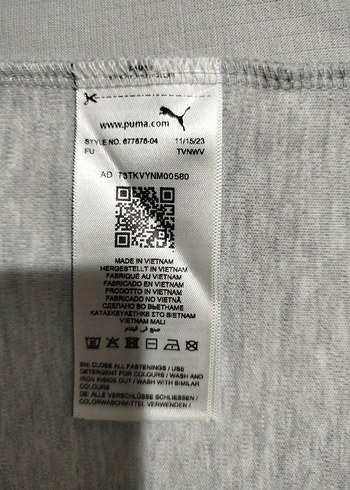 www.puma.com
STYLE NO. 677876-04 11/15/23
FU TVNWV
AD 73TKVYNM00580
MADE IN VIETNAM
HERGESTELLT IN VIETNAM
FABRIQUÉ AU VIETNAM
FABRICADO EN VIETNAM
PRODOTTO IN VIETNAM
FABRICADO NO VIETNÃ
СДЕЛАНО ВО ВЬЕТНАМЕ
ΚΑΤΑΣΚΕΥΑΣΤΗΚΕ ΣΤΟ ΒΙΕΤΝΑΜ
VIETNAM MALI
صنع في فيتنام
EN: CLOSE ALL FASTENINGS / USE
DETERGENT FOR COLOURS / WASH AND
IRON INSIDE OUT / WASH WITH SIMILAR
COLOURS
DE: ALLE VERSCHLÜSSE SCHLIESSEN /
COLORWASCHMITTEL VERWENDEN /